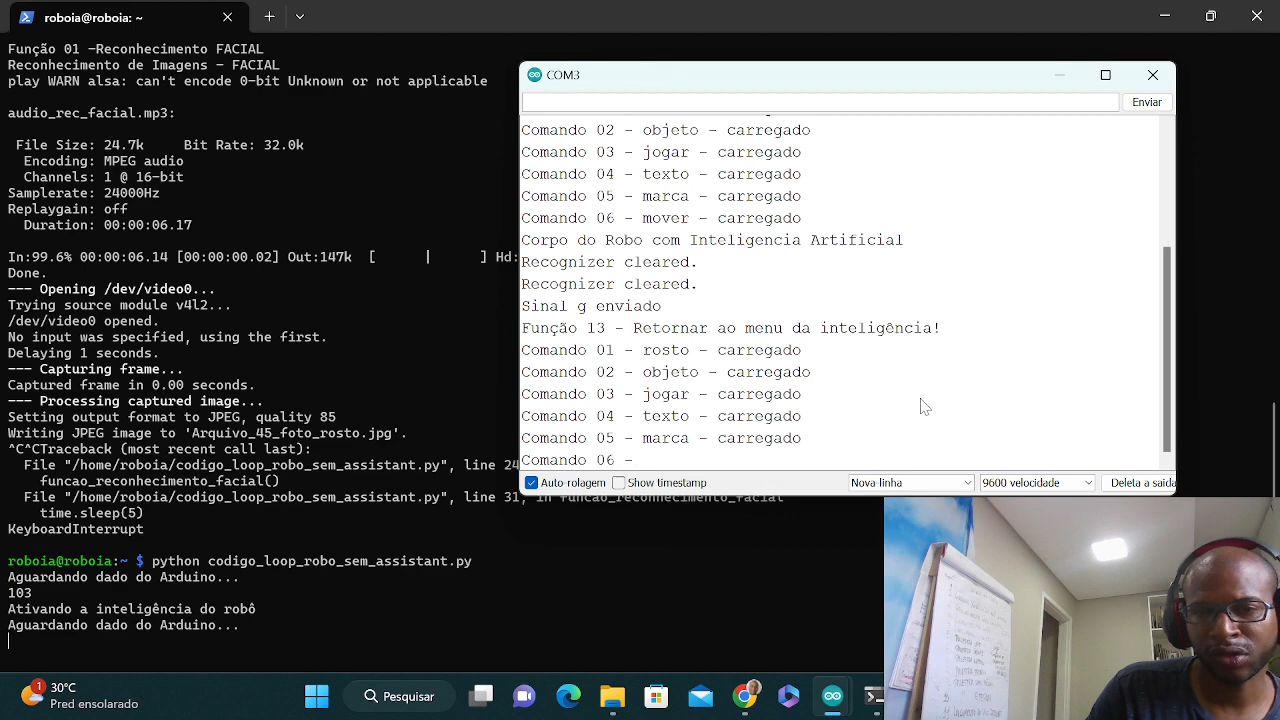 roboia@roboia: ~
Função 01 -Reconhecimento FACIAL
Reconhecimento de Imagens - FACIAL
play WARN alsa: can't encode 0-bit Unknown or not applicable
audio_rec_facial.mp3:
File Size: 24.7k Bit Rate: 32.0k
Encoding: MPEG audio
Channels: 1 @ 16-bit
Samplerate: 24000Hz
Replaygain: off
Duration: 00:00:06.17
In:99.6% 00:00:06.14 [00:00:00.02] Out:147k [ | ] Hd:
Done.
--- Opening /dev/video0...
Trying source module v4l2...
/dev/video0 opened.
No input was specified, using the first.
Delaying 1 seconds.
--- Capturing frame...
Captured frame in 0.00 seconds.
--- Processing captured image...
Setting output format to JPEG, quality 85
Writing JPEG image to 'Arquivo_45_foto_rosto.jpg'.
^C^CTraceback (most recent call last):
File "/home/roboia/codigo_loop_robo_sem_assistant.py", line 24
funcao_reconhecimento_facial()
File "/home/roboia/codigo_loop_robo_sem_assistant.py", line 31, in funcao_reconhecimento_facial
time.sleep(5)
KeyboardInterrupt
roboia@roboia:~ $ python codigo_loop_robo_sem_assistant.py
Aguardando dado do Arduino...
103
Ativando a inteligência do robô
Aguardando dado do Arduino...
COM3
Enviar
Comando 02 - objeto - carregado
Comando 03 - jogar - carregado
Comando 04 - texto - carregado
Comando 05 - marca - carregado
Comando 06 - mover - carregado
Corpo do Robo com Inteligencia Artificial
Recognizer cleared.
Recognizer cleared.
Sinal g enviado
Função 13 - Retornar ao menu da inteligência!
Comando 01 - rosto - carregado
Comando 02 - objeto - carregado
Comando 03 - jogar - carregado
Comando 04 - texto - carregado
Comando 05 - marca - carregado
Comando 06 -
Auto-rolagem Show timestamp Nova-linha 9600 velocidade Deleta a saida
1 30°C
Pred ensolarado
Pesquisar